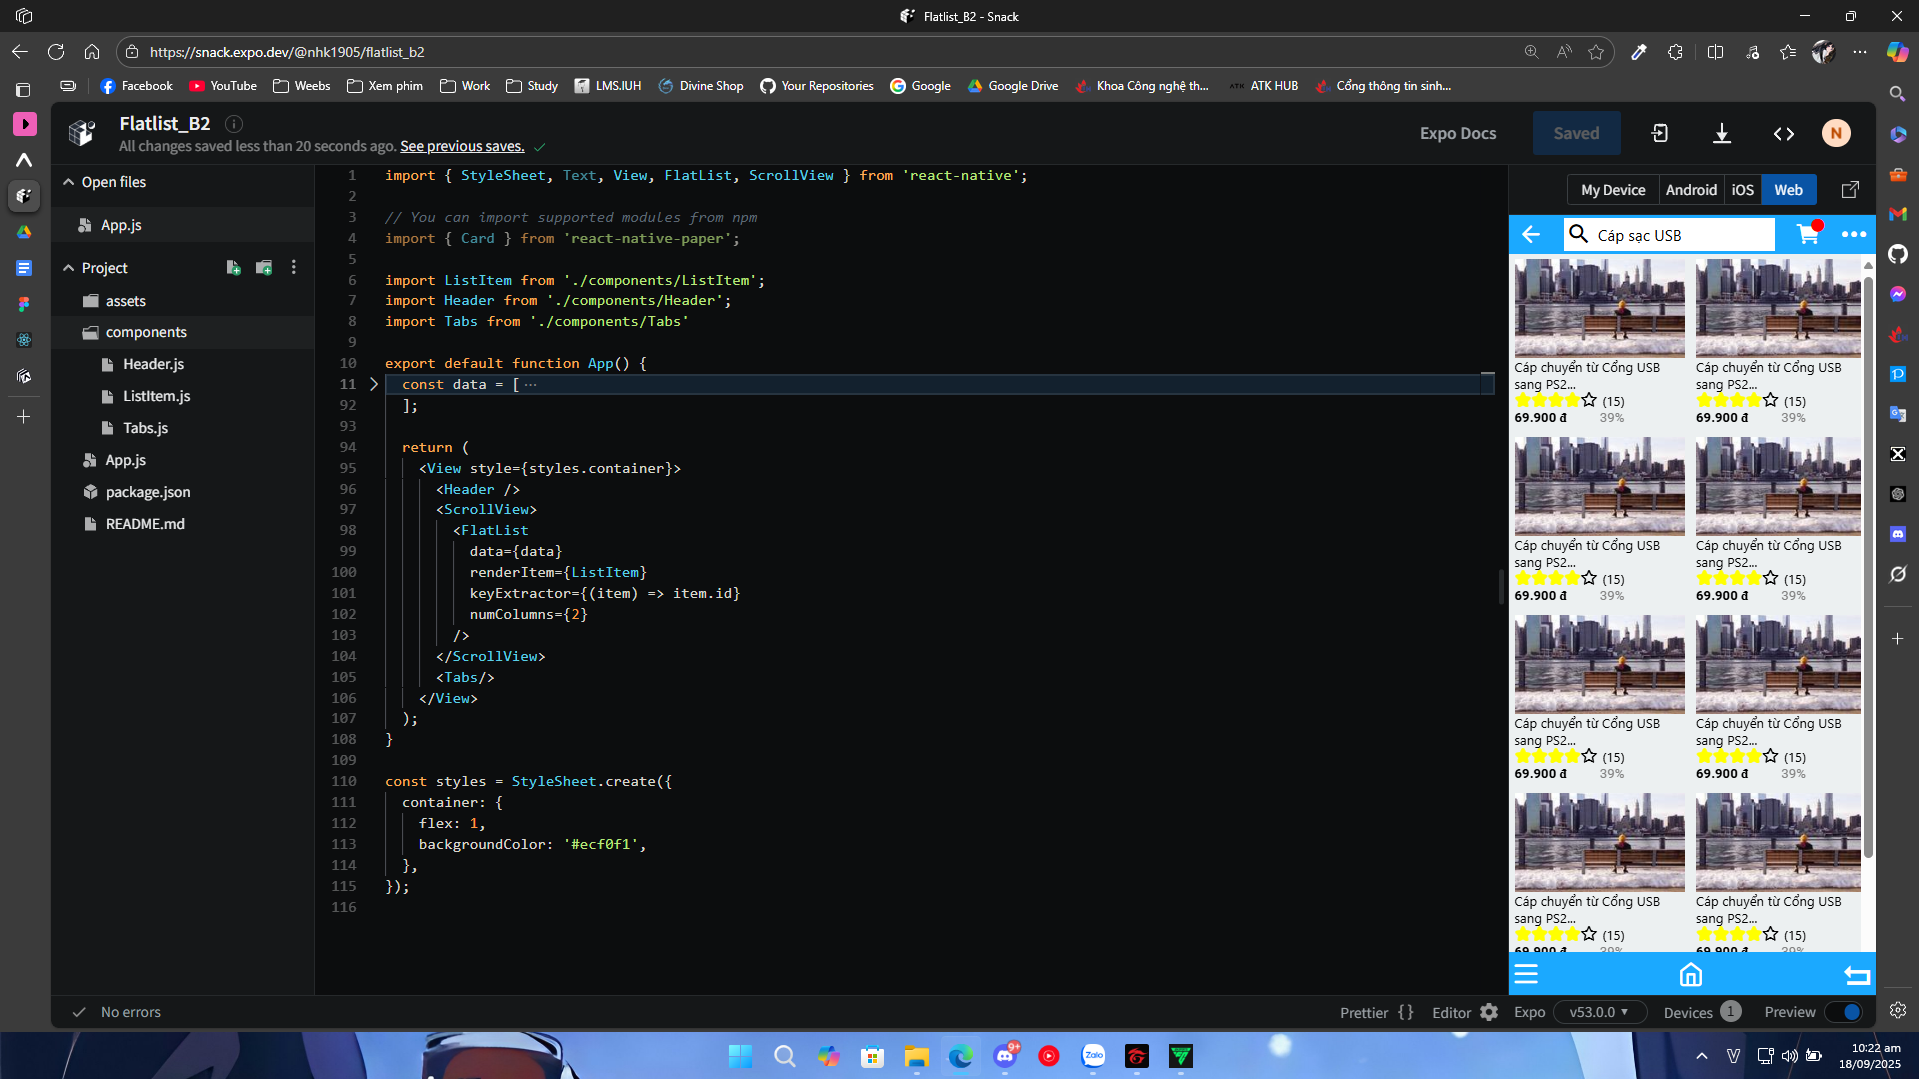 Flatlist_B2 - Snack
https://snack.expo.dev/@nhk1905/flatlist_b2
Facebook
YouTube
Weebs
Xem phim
Work
Study
LMS.IUH
Divine Shop
Your Repositories
Google
Google Drive
Khoa Công nghệ th...
ATK HUB
Cổng thông tin sinh...
Flatlist_B2
All changes saved less than 20 seconds ago. See previous saves.
Expo Docs
Saved
N
Open files
App.js
Project
assets
components
Header.js
ListItem.js
Tabs.js
App.js
package.json
README.md
1 import { StyleSheet, Text, View, FlatList, ScrollView } from 'react-native';
2
3 // You can import supported modules from npm
4 import { Card } from 'react-native-paper';
5
6 import ListItem from './components/ListItem';
7 import Header from './components/Header';
8 import Tabs from './components/Tabs'
9
10 export default function App() {
11 const data = [ ···
92 ];
93
94 return (
95 <View style={styles.container}>
96 <Header />
97 <ScrollView>
98 <FlatList
99 data={data}
100 renderItem={ListItem}
101 keyExtractor={(item) => item.id}
102 numColumns={2}
103 />
104 </ScrollView>
105 <Tabs/>
106 </View>
107 );
108 }
109
110 const styles = StyleSheet.create({
111 container: {
112 flex: 1,
113 backgroundColor: '#ecf0f1',
114 },
115 });
116
My Device
Android
iOS
Web
Cáp sạc USB
Cáp chuyển từ Cổng USB
sang PS2...
(15)
69.900 đ 39%
Cáp chuyển từ Cổng USB
sang PS2...
(15)
69.900 đ 39%
Cáp chuyển từ Cổng USB
sang PS2...
(15)
69.900 đ 39%
Cáp chuyển từ Cổng USB
sang PS2...
(15)
69.900 đ 39%
Cáp chuyển từ Cổng USB
sang PS2...
(15)
69.900 đ 39%
Cáp chuyển từ Cổng USB
sang PS2...
(15)
69.900 đ 39%
Cáp chuyển từ Cổng USB
sang PS2...
(15)
69.900 đ 39%
Cáp chuyển từ Cổng USB
sang PS2...
(15)
69.900 đ 39%
No errors
Prettier { }
Editor
Expo
v53.0.0
Devices 1
Preview
9+
Zalo
V
10:22 am
18/09/2025